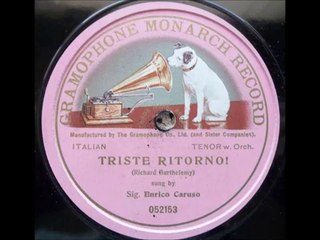 GRAMOPHONE MONARCH RECORD
Manufactured by The Gramophone Co., Ltd. (and Sister Companies).
ITALIAN TENOR w. Orch.
TRISTE RITORNO!
(Richard Barthelemy)
sung by
Sig. Enrico Caruso
052153